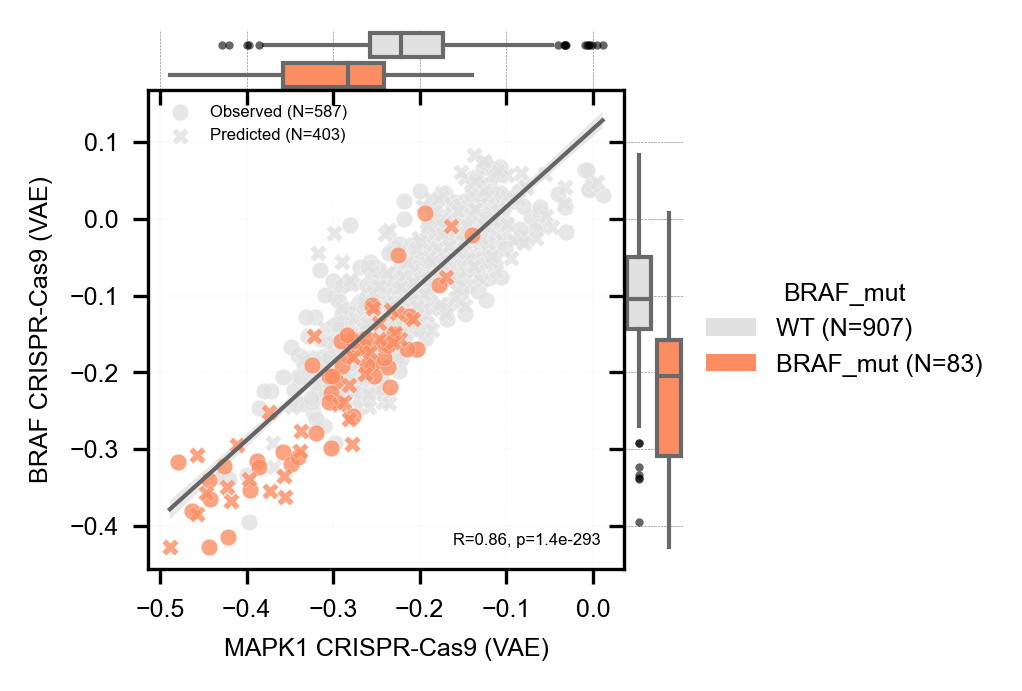 Observed (N=587)
Predicted (N=403)
0.1
0.0
−0.1
−0.2
−0.3
−0.4
BRAF CRISPR-Cas9 (VAE)
R=0.86, p=1.4e-293
−0.5
−0.4
−0.3
−0.2
−0.1
0.0
MAPK1 CRISPR-Cas9 (VAE)
BRAF_mut
WT (N=907)
BRAF_mut (N=83)